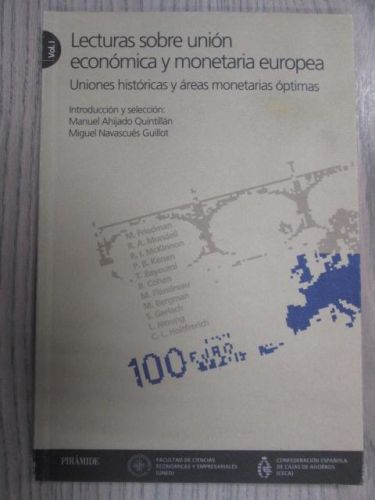 Vol. I
Lecturas sobre unión
económica y monetaria europea
Uniones históricas y áreas monetarias óptimas
Introducción y selección:
Manuel Ahijado Quintillán
Miguel Navascués Guillot
M. Friedman
R. A. Mundell
R. I. McKinnon
P. B. Kenen
T. Bayoumi
B. Cohen
M. Flandreau
M. Bergman
S. Gerlach
L. Jonung
C.-L. Holtfrerich
100 EURO
PIRÁMIDE
FACULTAD DE CIENCIAS
ECONÓMICAS Y EMPRESARIALES
(UNED)
CONFEDERACIÓN ESPAÑOLA
DE CAJAS DE AHORROS
(CECA)